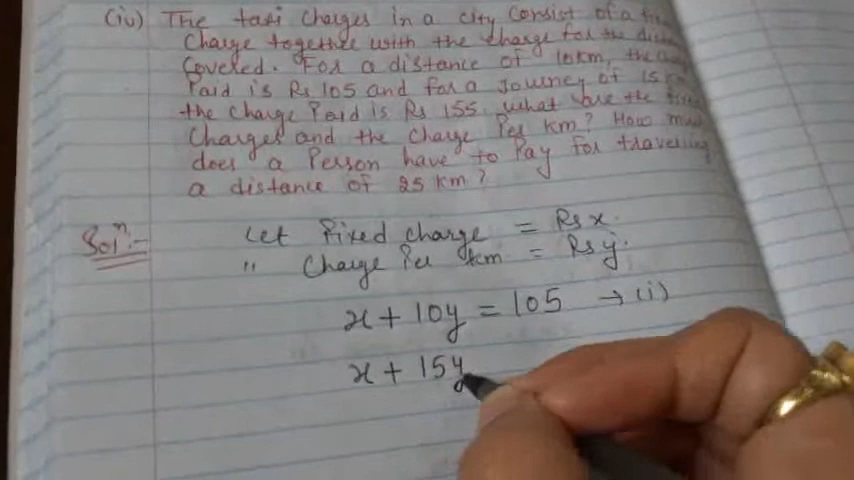 (iv) The taxi charges in a city consist of a
Charge together with the charge for the
Covered. For a distance of 10km, the
Paid is Rs 105 and for a Journey of 15
the charge Paid is Rs 155. What are the
Charges and the charge Per km? How
does a Person have to Pay for travelling
a distance of 25 km?
Solⁿ:- Let Fixed charge = Rs x.
" Charge Per km = Rs y.
x + 10y = 105 → (i)
x + 15y